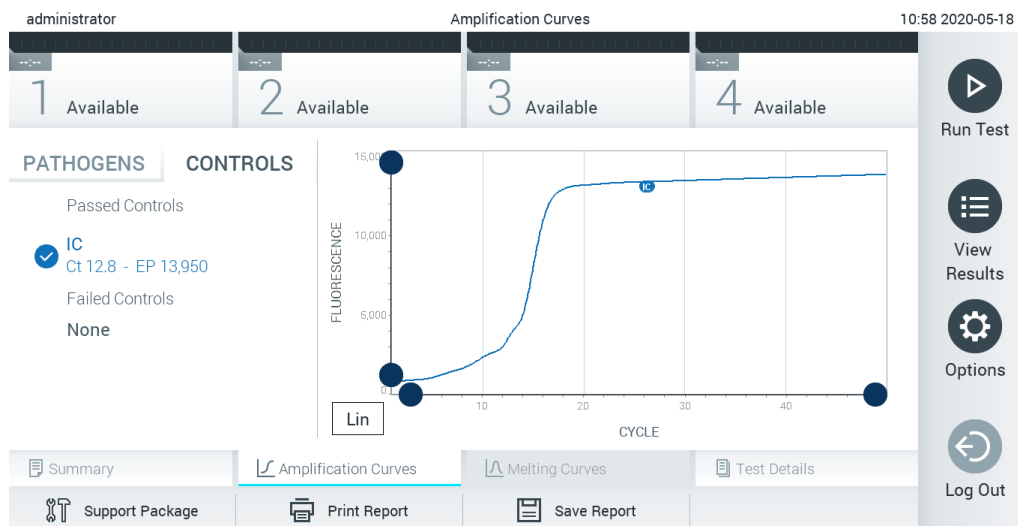 administrator
Amplification Curves
10:58 2020-05-18
--:--
1 Available
--:--
2 Available
--:--
3 Available
--:--
4 Available
Run Test
View
Results
Options
Log Out
PATHOGENS
CONTROLS
Passed Controls
IC
Ct 12.8 - EP 13,950
Failed Controls
None
FLUORESCENCE
15,00
10,000
5,000
0
IC
10
20
30
40
CYCLE
Lin
Summary
Amplification Curves
Melting Curves
Test Details
Support Package
Print Report
Save Report